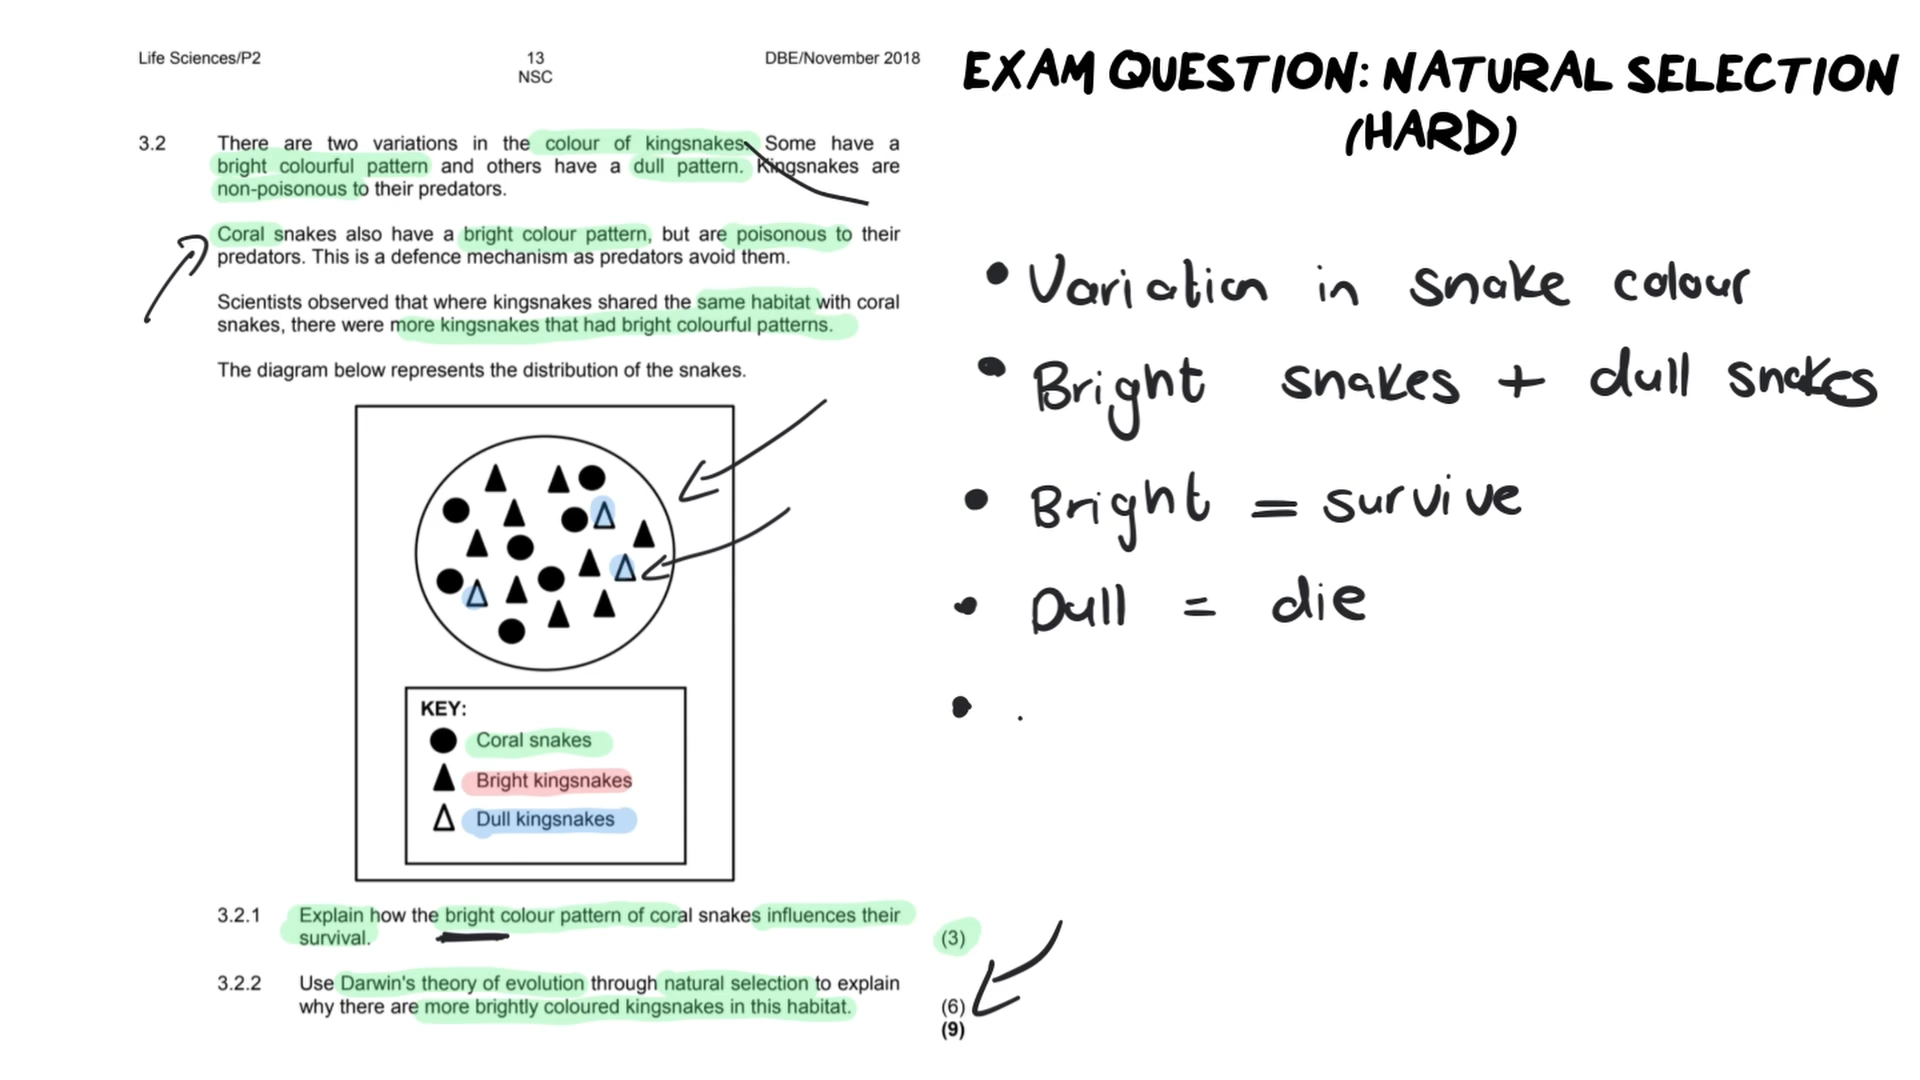 Life Sciences/P2 13 DBE/November 2018
NSC
EXAM QUESTION: NATURAL SELECTION
(HARD)
3.2 There are two variations in the colour of kingsnakes. Some have a
bright colourful pattern and others have a dull pattern. Kingsnakes are
non-poisonous to their predators.
Coral snakes also have a bright colour pattern, but are poisonous to their
predators. This is a defence mechanism as predators avoid them.
Scientists observed that where kingsnakes shared the same habitat with coral
snakes, there were more kingsnakes that had bright colourful patterns.
The diagram below represents the distribution of the snakes.
KEY:
Coral snakes
Bright kingsnakes
Dull kingsnakes
3.2.1 Explain how the bright colour pattern of coral snakes influences their
survival. (3)
3.2.2 Use Darwin's theory of evolution through natural selection to explain
why there are more brightly coloured kingsnakes in this habitat. (6)
(9)
• Variation in snake colour
• Bright snakes + dull snakes
• Bright = survive
• Dull = die
•